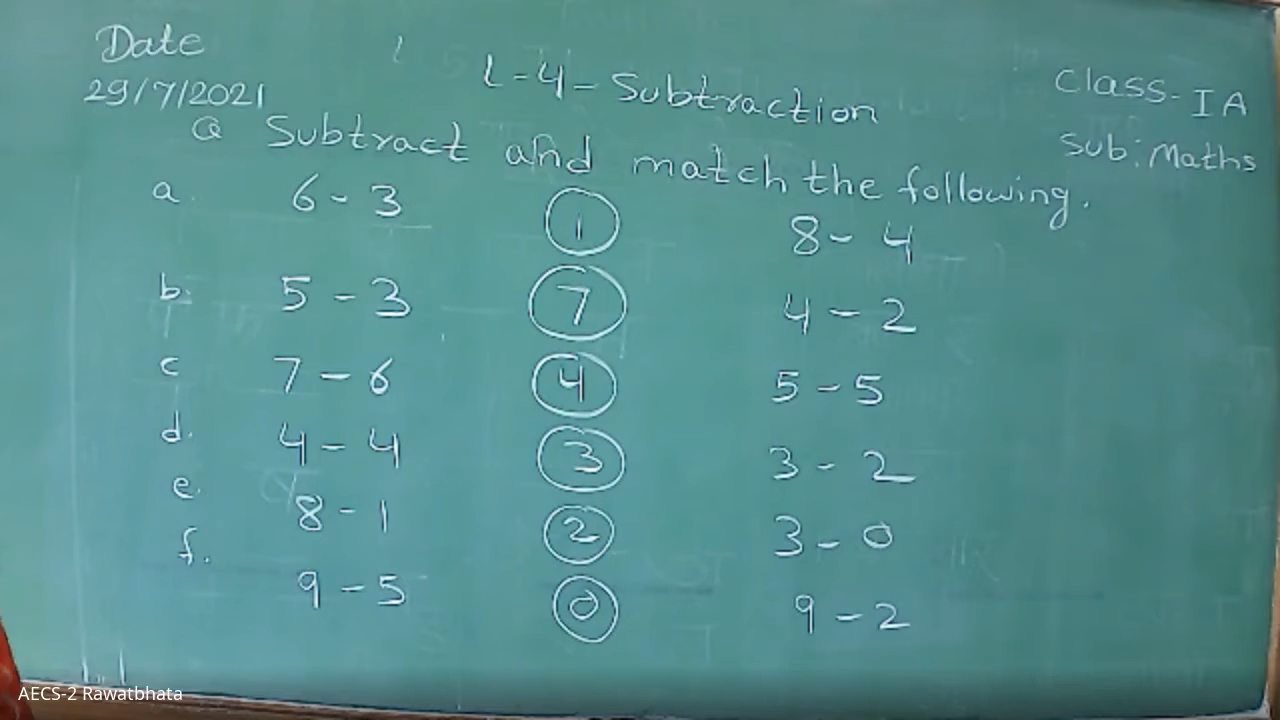 Date
29/7/2021
L-4-Subtraction
Class-IA
Sub: Maths
Q Subtract and match the following.
a. 6-3 1 8-4
b. 5-3 7 4-2
c 7-6 4 5-5
d. 4-4 3 3-2
e. 8-1 2 3-0
f. 9-5 0 9-2
AECS-2 Rawatbhata